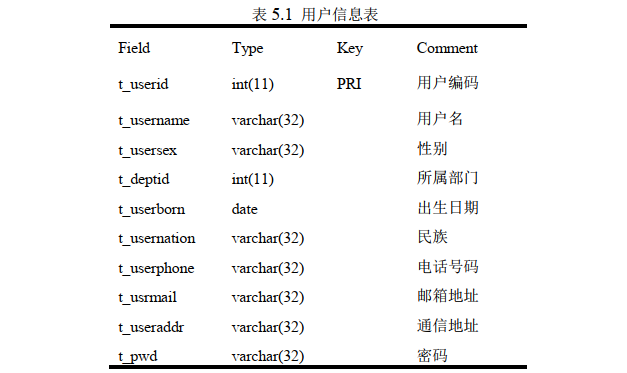 表 5.1 用户信息表
Field Type Key Comment
t_userid int(11) PRI 用户编码
t_username varchar(32) 用户名
t_usersex varchar(32) 性别
t_deptid int(11) 所属部门
t_userborn date 出生日期
t_usernation varchar(32) 民族
t_userphone varchar(32) 电话号码
t_usrmail varchar(32) 邮箱地址
t_useraddr varchar(32) 通信地址
t_pwd varchar(32) 密码